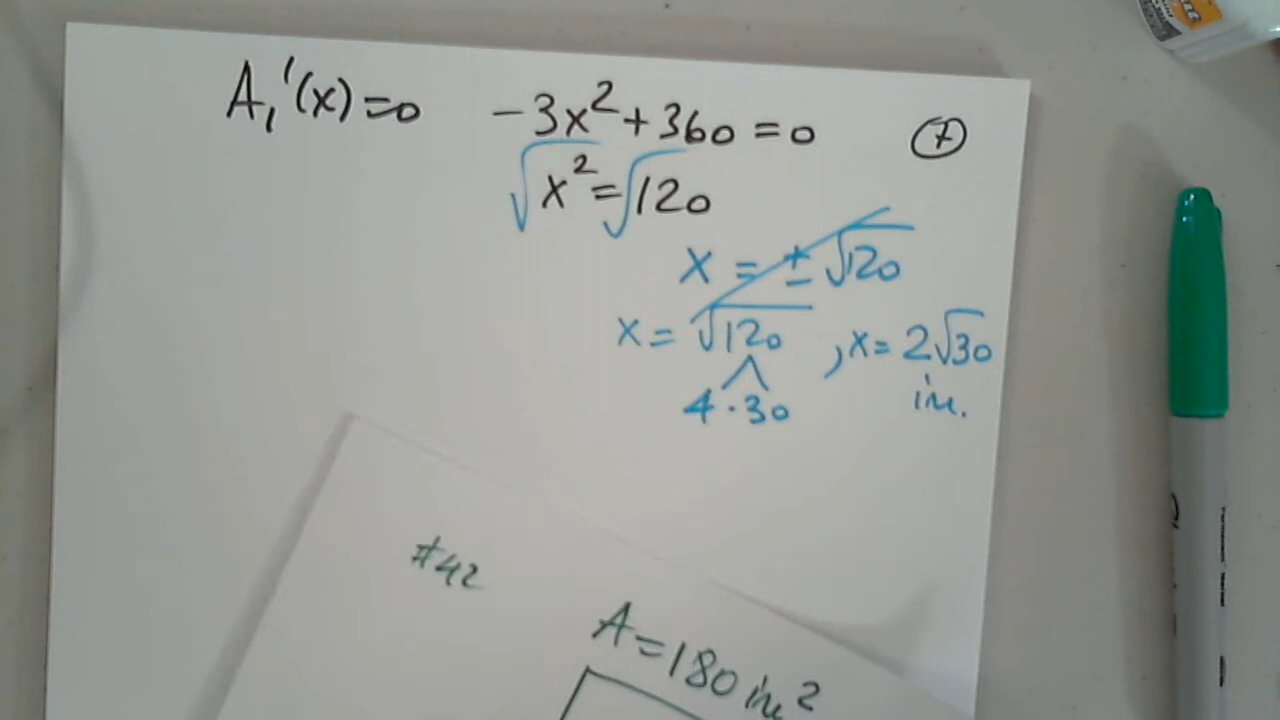 A₁'(x)=0 -3x²+360=0 ⑦
√x²=√120
x=±√120
x=√120 , x=2√30
4·30 in.
#42
A=180 in²